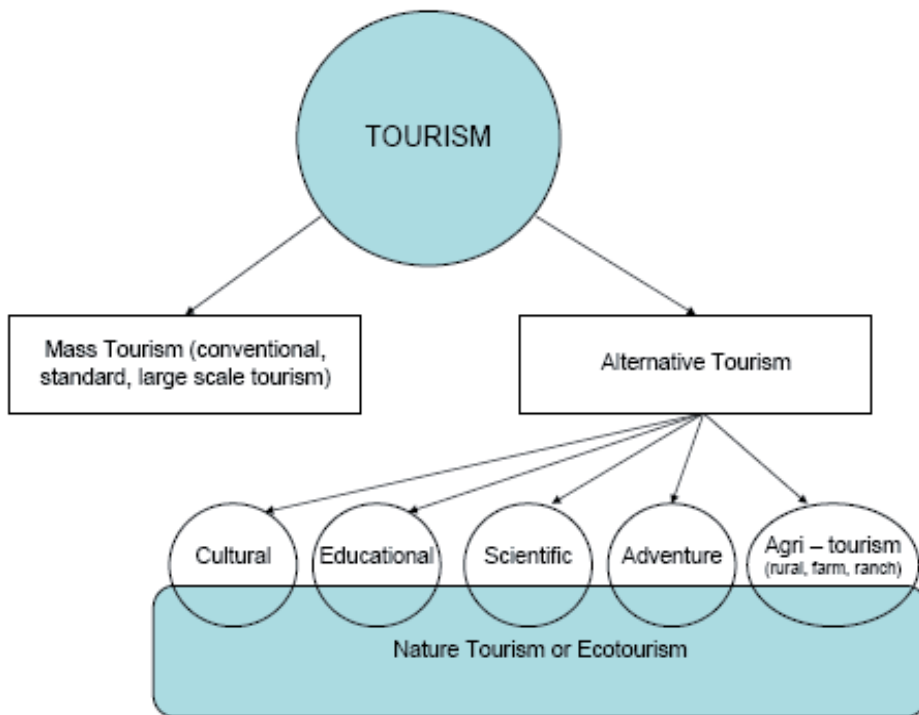 TOURISM
Mass Tourism (conventional,
standard, large scale tourism)
Alternative Tourism
Cultural
Educational
Scientific
Adventure
Agri – tourism
(rural, farm, ranch)
Nature Tourism or Ecotourism